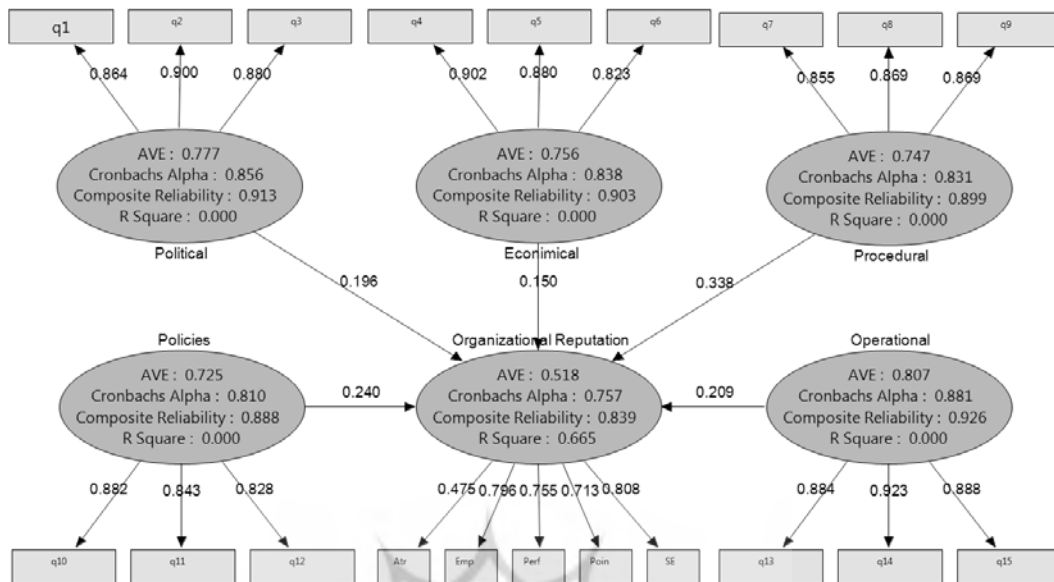 q1 q2 q3 q4 q5 q6 q7 q8 q9
0.864 0.900 0.880 0.902 0.880 0.823 0.855 0.869 0.869
AVE : 0.777
Cronbachs Alpha : 0.856
Composite Reliability : 0.913
R Square : 0.000
Political
AVE : 0.756
Cronbachs Alpha : 0.838
Composite Reliability : 0.903
R Square : 0.000
Econimical
AVE : 0.747
Cronbachs Alpha : 0.831
Composite Reliability : 0.899
R Square : 0.000
Procedural
0.196 0.150 0.338
Policies
AVE : 0.725
Cronbachs Alpha : 0.810
Composite Reliability : 0.888
R Square : 0.000
0.240
Organizational Reputation
AVE : 0.518
Cronbachs Alpha : 0.757
Composite Reliability : 0.839
R Square : 0.665
0.209
Operational
AVE : 0.807
Cronbachs Alpha : 0.881
Composite Reliability : 0.926
R Square : 0.000
0.882 0.843 0.828 0.475 0.796 0.755 0.713 0.808 0.884 0.923 0.888
q10 q11 q12 Atr Emp Perf Poin SE q13 q14 q15